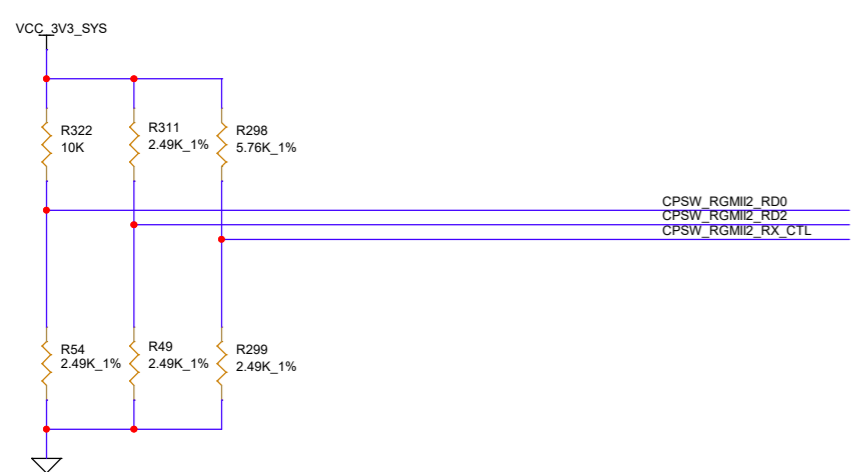 VCC_3V3_SYS
R322
10K
R311
2.49K_1%
R298
5.76K_1%
CPSW_RGMII2_RD0
CPSW_RGMII2_RD2
CPSW_RGMII2_RX_CTL
R54
2.49K_1%
R49
2.49K_1%
R299
2.49K_1%